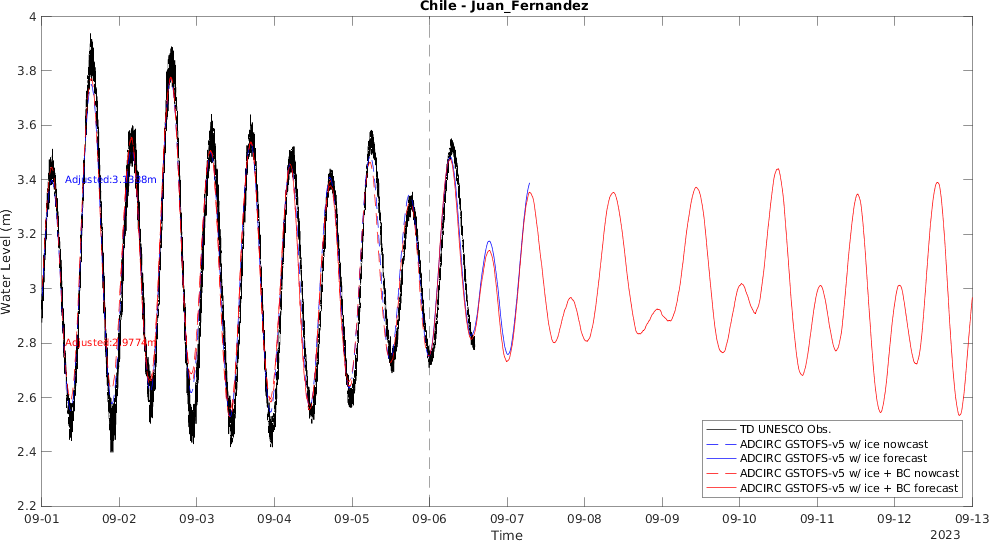 Chile - Juan_Fernandez
4
3.8
3.6
3.4
3.2
3
2.8
2.6
2.4
2.2
Water Level (m)
Adjusted:3.1388m
Adjusted:2.9774m
TD UNESCO Obs.
ADCIRC GSTOFS-v5 w/ ice nowcast
ADCIRC GSTOFS-v5 w/ ice forecast
ADCIRC GSTOFS-v5 w/ ice + BC nowcast
ADCIRC GSTOFS-v5 w/ ice + BC forecast
09-01 09-02 09-03 09-04 09-05 09-06 09-07 09-08 09-09 09-10 09-11 09-12 09-13
Time
2023